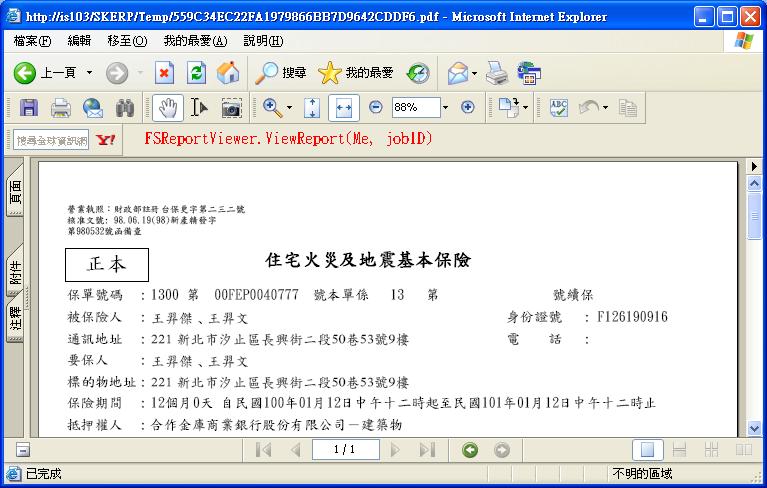 http://is103/SKERP/Temp/559C34EC22FA1979866BB7D9642CDDF6.pdf - Microsoft Internet Explorer
檔案(F) 編輯 移至(O) 我的最愛(A) 說明(H)
上一頁 搜尋 我的最愛
88%
ABC
搜尋全球資訊網 Y! FSReportViewer.ViewReport(Me, jobID)
頁面
附件
注釋
營業執照：財政部註冊 台保更字第二三二號
核准文號: 98.06.19(98)新產精發字
第980532號函備查
正本
住宅火災及地震基本保險
保單號碼 ：1300 第 00FEP0040777 號本單係 13 第 號續保
被保險人 ：王羿傑、王羿文 身份證號 ：F126190916
通訊地址 ：221 新北市汐止區長興街二段50巷53號9樓 電 話 ：
要保人 ：王羿傑、王羿文
標的物地址：221 新北市汐止區長興街二段50巷53號9樓
保險期間 ：12個月0天 自民國100年01月12日中午十二時起至民國101年01月12日中午十二時止
抵押權人 ：合作金庫商業銀行股份有限公司－建築物
1 / 1
已完成 不明的區域